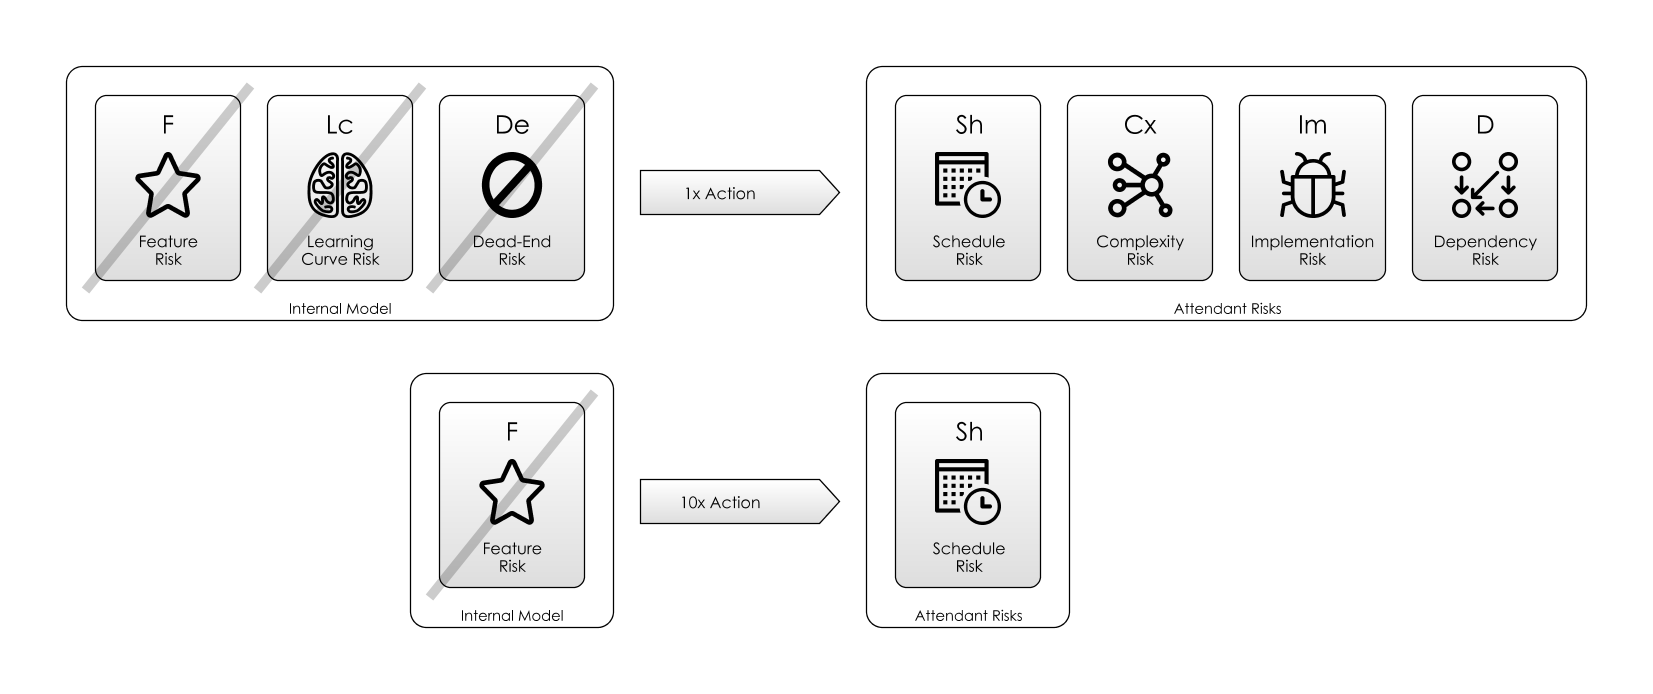 F
Lc
De
Feature
Risk
Learning
Curve Risk
Dead-End
Risk
Internal Model
1x Action
Sh
Cx
Im
D
Schedule
Risk
Complexity
Risk
Implementation
Risk
Dependency
Risk
Attendant Risks
F
Feature
Risk
Internal Model
10x Action
Sh
Schedule
Risk
Attendant Risks